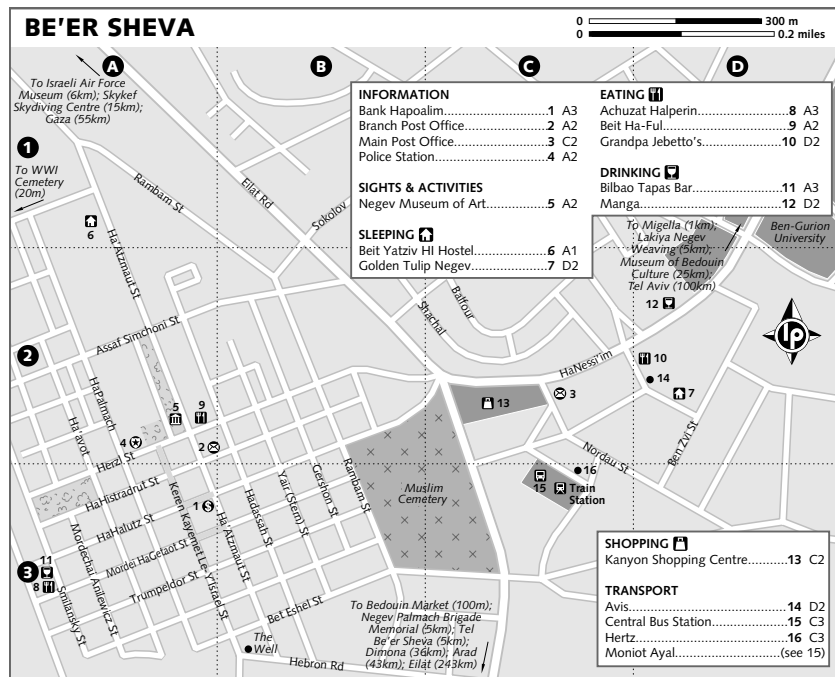 BE'ER SHEVA
0 300 m
0 0.2 miles
A
B
C
D
1
2
3
To Israeli Air Force
Museum (6km); Skykef
Skydiving Centre (15km);
Gaza (55km)
To WWI
Cemetery
(20m)
INFORMATION
Bank Hapoalim.......................1 A3
Branch Post Office..................2 A2
Main Post Office.....................3 C2
Police Station..........................4 A2
SIGHTS & ACTIVITIES
Negev Museum of Art............5 A2
SLEEPING
Beit Yatziv HI Hostel...............6 A1
Golden Tulip Negev................7 D2
EATING
Achuzat Halperin....................8 A3
Beit Ha-Ful..............................9 A2
Grandpa Jebetto's.................10 D2
DRINKING
Bilbao Tapas Bar...................11 A3
Manga..................................12 D2
To Migella (1km);
Lakiya Negev
Weaving (5km);
Museum of Bedouin
Culture (25km);
Tel Aviv (100km)
Ben-Gurion
University
Rambam St
Eilat Rd
Sokolov
6
Ha'Atzmaut St
Balfour
Shachal
12
lp
Assaf Simchoni St
HaNessi'im
10
14
7
3
13
HaPalmach
Ha'avot
5
9
4
2
Herzl St
Ben Zvi St
Nordau St
16
15
Train
Station
Muslim
Cemetery
HaHistradrut St
Keren Kayemet Le-Y'Israel St
1
Ha'Atzmaut St
Hadassah St
Yair (Stern) St
Gershon St
Rambam St
HaHalutz St
Mordei HaGetaot St
Mordechai Anilewicz St
Trumpeldor St
11
8
Smilansky St
Bet Eshel St
The
Well
Hebron Rd
To Bedouin Market (100m);
Negev Palmach Brigade
Memorial (5km); Tel
Be'er Sheva (5km);
Dimona (36km); Arad
(43km); Eilat (243km)
SHOPPING
Kanyon Shopping Centre.........13 C2
TRANSPORT
Avis.......................................14 D2
Central Bus Station................15 C3
Hertz.....................................16 C3
Moniot Ayal........................(see 15)